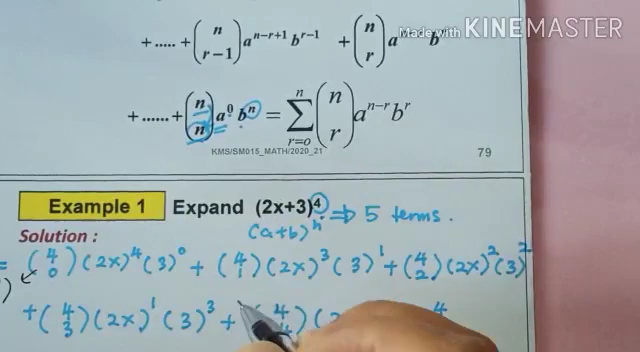 + ..... + (n r−1) a^{n−r+1} b^{r−1} + (n r) a b
Made with KINEMASTER
+ ...... + (n n) a^0 b^n = ∑_{r=o}^{n} (n r) a^{n−r} b^r
KMS/SM015_MATH/2020_21
79
Example 1 Expand (2x+3)^4 ⇒ 5 terms.
(a+b)^n
Solution :
= (4 0)(2x)^4 (3)^0 + (4 1)(2x)^3 (3)^1 + (4 2)(2x)^2 (3)^2
+ (4 3)(2x)^1 (3)^3 + (4